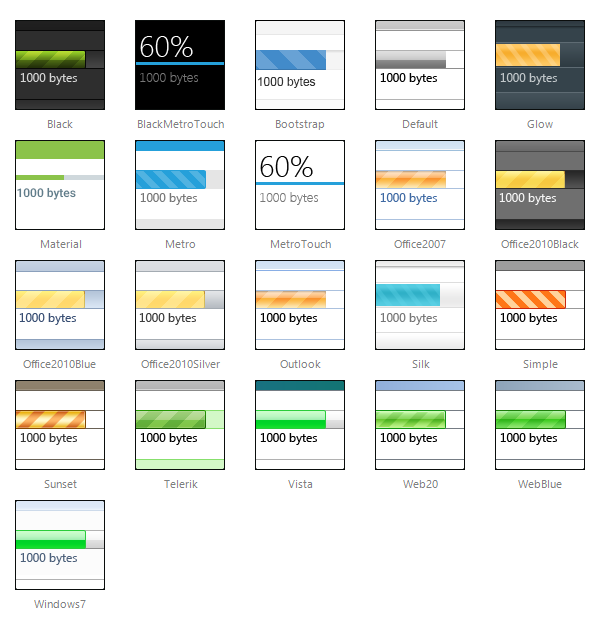 1000 bytes
60%
1000 bytes
1000 bytes
1000 bytes
1000 bytes
Black
BlackMetroTouch
Bootstrap
Default
Glow
1000 bytes
1000 bytes
60%
1000 bytes
1000 bytes
1000 bytes
Material
Metro
MetroTouch
Office2007
Office2010Black
1000 bytes
1000 bytes
1000 bytes
1000 bytes
1000 bytes
Office2010Blue
Office2010Silver
Outlook
Silk
Simple
1000 bytes
1000 bytes
1000 bytes
1000 bytes
1000 bytes
Sunset
Telerik
Vista
Web20
WebBlue
1000 bytes
Windows7